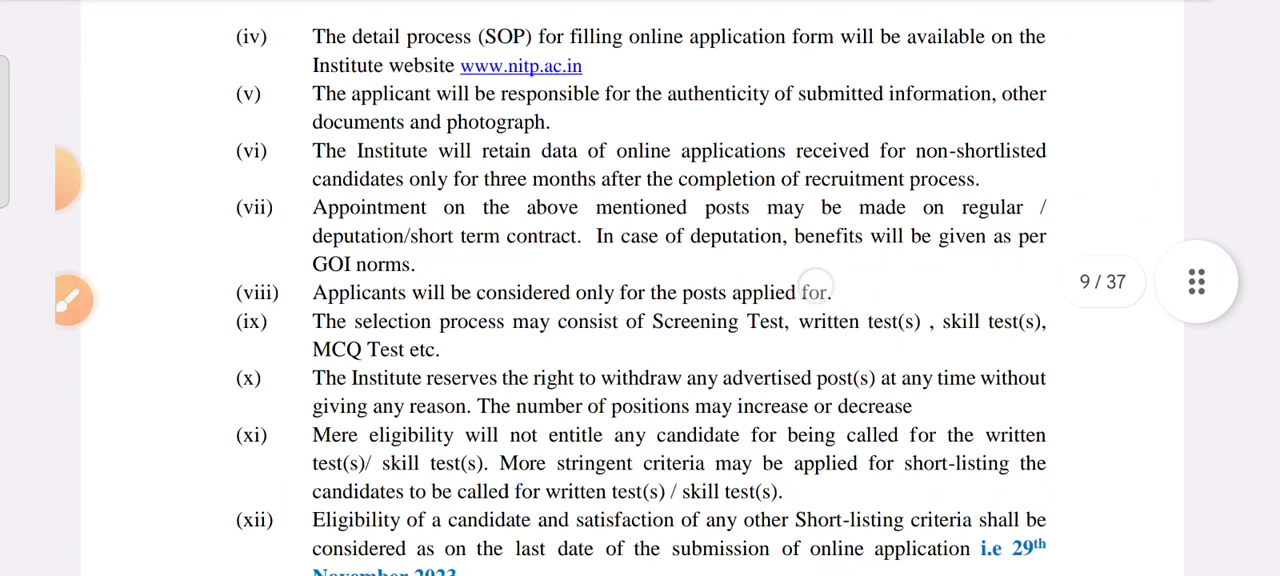 (iv) The detail process (SOP) for filling online application form will be available on the
Institute website www.nitp.ac.in
(v) The applicant will be responsible for the authenticity of submitted information, other
documents and photograph.
(vi) The Institute will retain data of online applications received for non-shortlisted
candidates only for three months after the completion of recruitment process.
(vii) Appointment on the above mentioned posts may be made on regular /
deputation/short term contract. In case of deputation, benefits will be given as per
GOI norms.
(viii) Applicants will be considered only for the posts applied for.
(ix) The selection process may consist of Screening Test, written test(s) , skill test(s),
MCQ Test etc.
(x) The Institute reserves the right to withdraw any advertised post(s) at any time without
giving any reason. The number of positions may increase or decrease
(xi) Mere eligibility will not entitle any candidate for being called for the written
test(s)/ skill test(s). More stringent criteria may be applied for short-listing the
candidates to be called for written test(s) / skill test(s).
(xii) Eligibility of a candidate and satisfaction of any other Short-listing criteria shall be
considered as on the last date of the submission of online application i.e 29th
November 2023
9 / 37